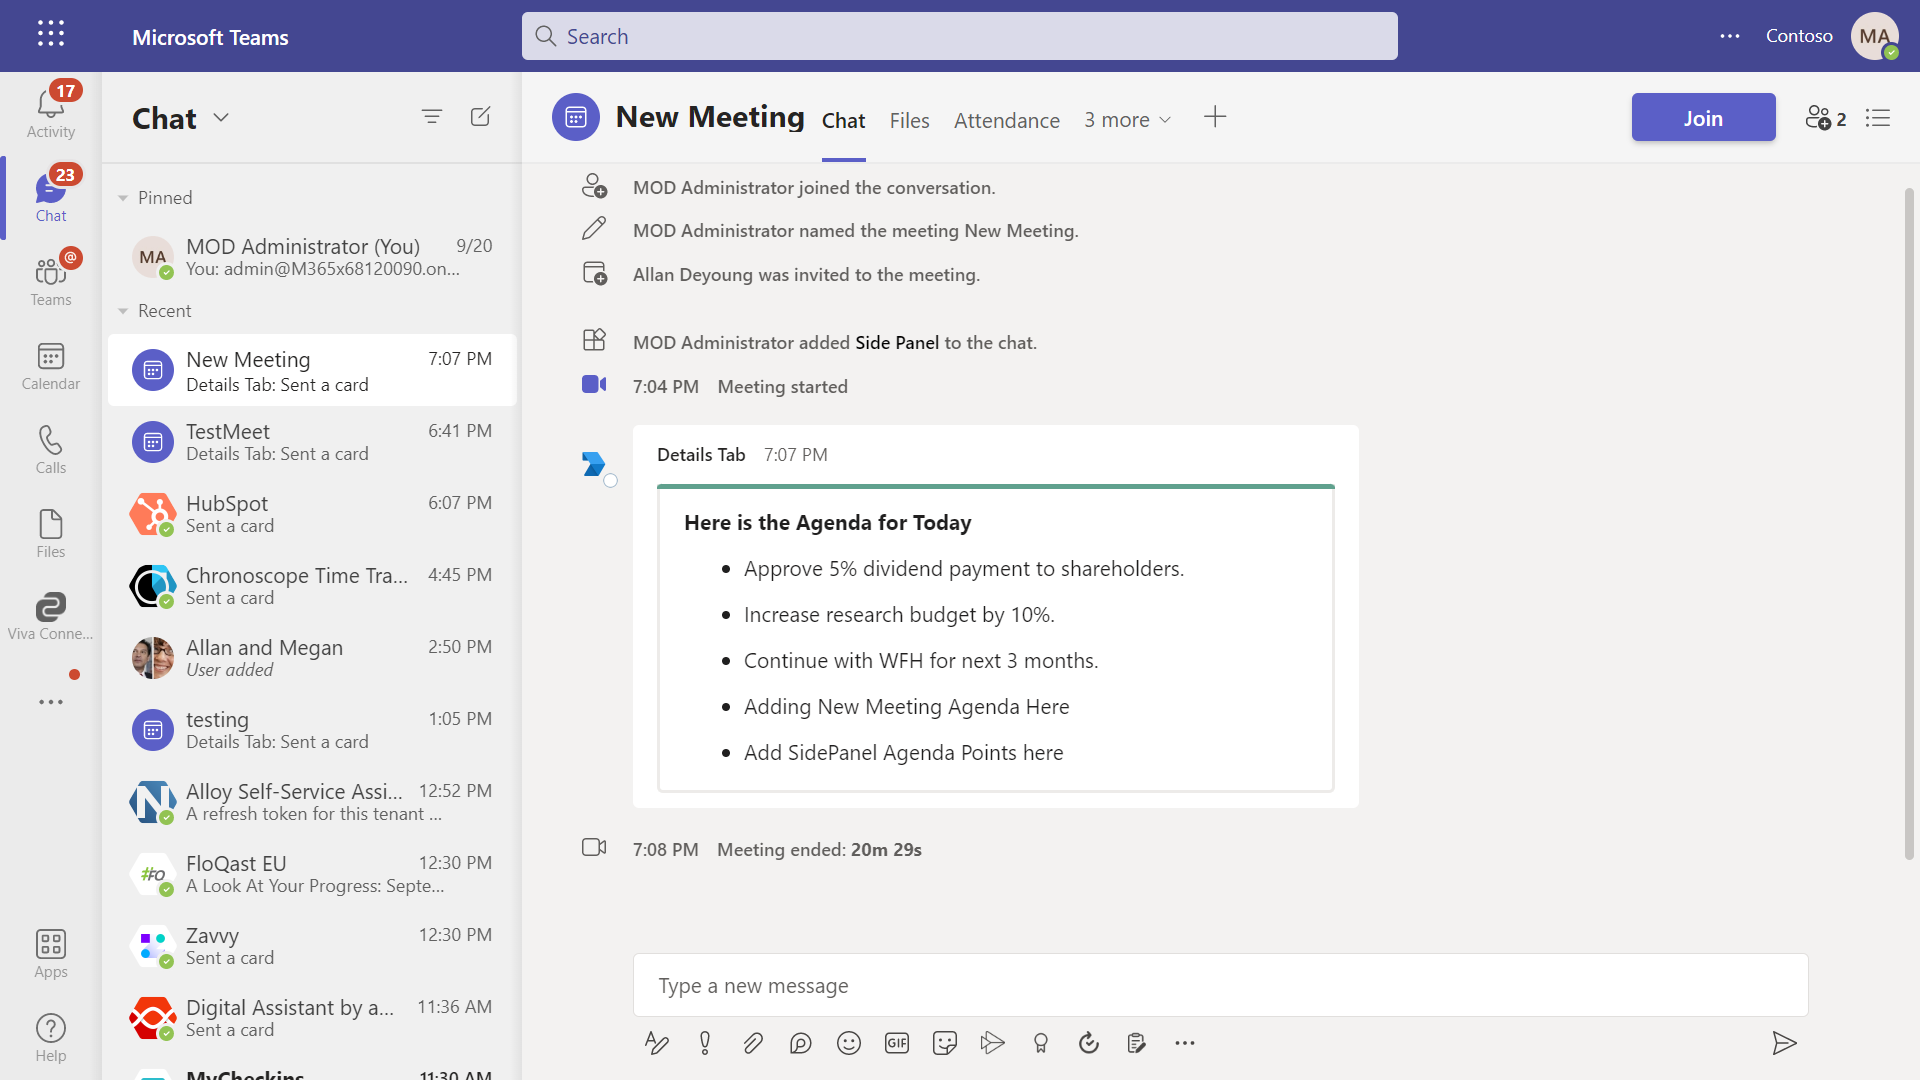 Microsoft Teams
Search
Contoso
MA
17
Activity
23
Chat
@
Teams
Calendar
Calls
Files
Viva Conne...
Apps
Help
Chat
Pinned
MA
MOD Administrator (You)
9/20
You: admin@M365x68120090.on...
Recent
New Meeting
7:07 PM
Details Tab: Sent a card
TestMeet
6:41 PM
Details Tab: Sent a card
HubSpot
6:07 PM
Sent a card
Chronoscope Time Tra...
4:45 PM
Sent a card
Allan and Megan
2:50 PM
User added
testing
1:05 PM
Details Tab: Sent a card
N
Alloy Self-Service Assi...
12:52 PM
A refresh token for this tenant ...
#FQ
FloQast EU
12:30 PM
A Look At Your Progress: Septe...
Zavvy
12:30 PM
Sent a card
Digital Assistant by a...
11:36 AM
Sent a card
MyCheckins
11:30 AM
New Meeting
Chat
Files
Attendance
3 more
Join
2
MOD Administrator joined the conversation.
MOD Administrator named the meeting New Meeting.
Allan Deyoung was invited to the meeting.
MOD Administrator added Side Panel to the chat.
7:04 PM Meeting started
Details Tab 7:07 PM
Here is the Agenda for Today
• Approve 5% dividend payment to shareholders.
• Increase research budget by 10%.
• Continue with WFH for next 3 months.
• Adding New Meeting Agenda Here
• Add SidePanel Agenda Points here
7:08 PM Meeting ended: 20m 29s
Type a new message
GIF